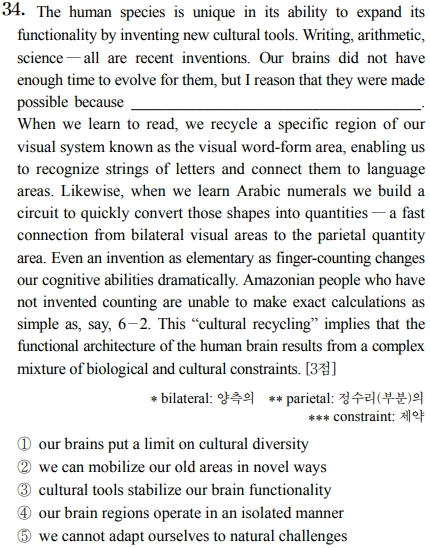 34. The human species is unique in its ability to expand its
functionality by inventing new cultural tools. Writing, arithmetic,
science — all are recent inventions. Our brains did not have
enough time to evolve for them, but I reason that they were made
possible because ________________________________________.
When we learn to read, we recycle a specific region of our
visual system known as the visual word-form area, enabling us
to recognize strings of letters and connect them to language
areas. Likewise, when we learn Arabic numerals we build a
circuit to quickly convert those shapes into quantities — a fast
connection from bilateral visual areas to the parietal quantity
area. Even an invention as elementary as finger-counting changes
our cognitive abilities dramatically. Amazonian people who have
not invented counting are unable to make exact calculations as
simple as, say, 6－2. This “cultural recycling” implies that the
functional architecture of the human brain results from a complex
mixture of biological and cultural constraints. [3점]
* bilateral: 양측의 ** parietal: 정수리(부분)의
*** constraint: 제약
① our brains put a limit on cultural diversity
② we can mobilize our old areas in novel ways
③ cultural tools stabilize our brain functionality
④ our brain regions operate in an isolated manner
⑤ we cannot adapt ourselves to natural challenges